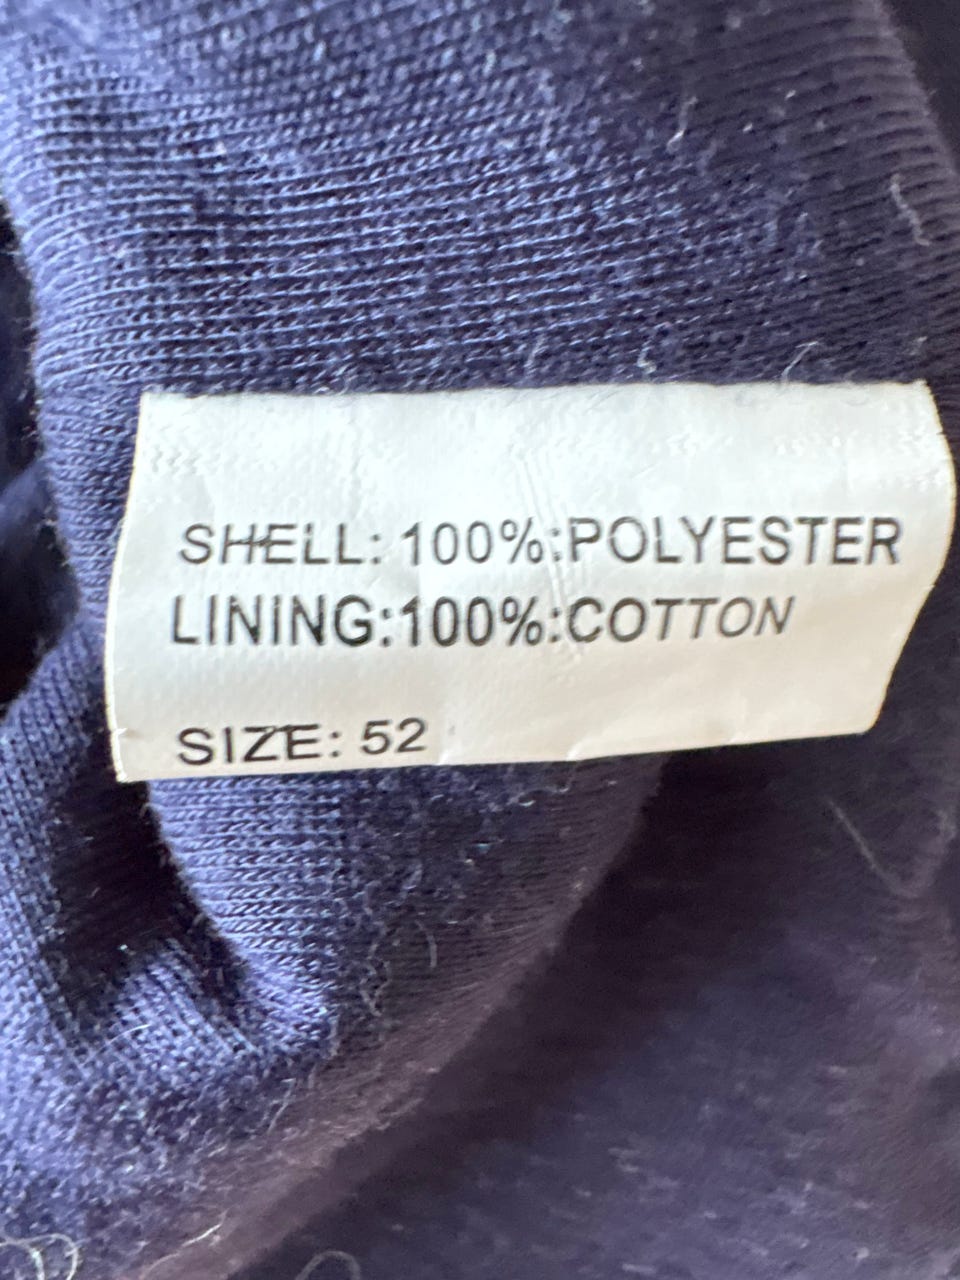 SHELL: 100%:POLYESTER
LINING:100%:COTTON
SIZE: 52